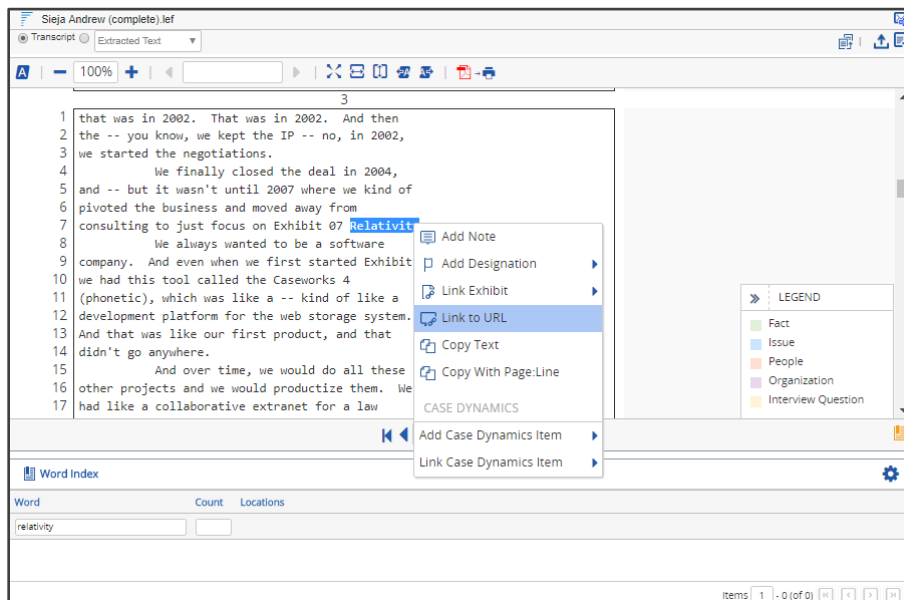 Sieja Andrew (complete).lef
Transcript Extracted Text
A 100%
3
1 that was in 2002. That was in 2002. And then
2 the -- you know, we kept the IP -- no, in 2002,
3 we started the negotiations.
4 We finally closed the deal in 2004,
5 and -- but it wasn't until 2007 where we kind of
6 pivoted the business and moved away from
7 consulting to just focus on Exhibit 07 Relativit
8 We always wanted to be a software
9 company. And even when we first started Exhibit
10 we had this tool called the Caseworks 4
11 (phonetic), which was like a -- kind of like a
12 development platform for the web storage system.
13 And that was like our first product, and that
14 didn't go anywhere.
15 And over time, we would do all these
16 other projects and we would productize them. We
17 had like a collaborative extranet for a law
Add Note
Add Designation
Link Exhibit
Link to URL
Copy Text
Copy With Page:Line
CASE DYNAMICS
Add Case Dynamics Item
Link Case Dynamics Item
LEGEND
Fact
Issue
People
Organization
Interview Question
Word Index
Word Count Locations
relativity
Items 1 - 0 (of 0)